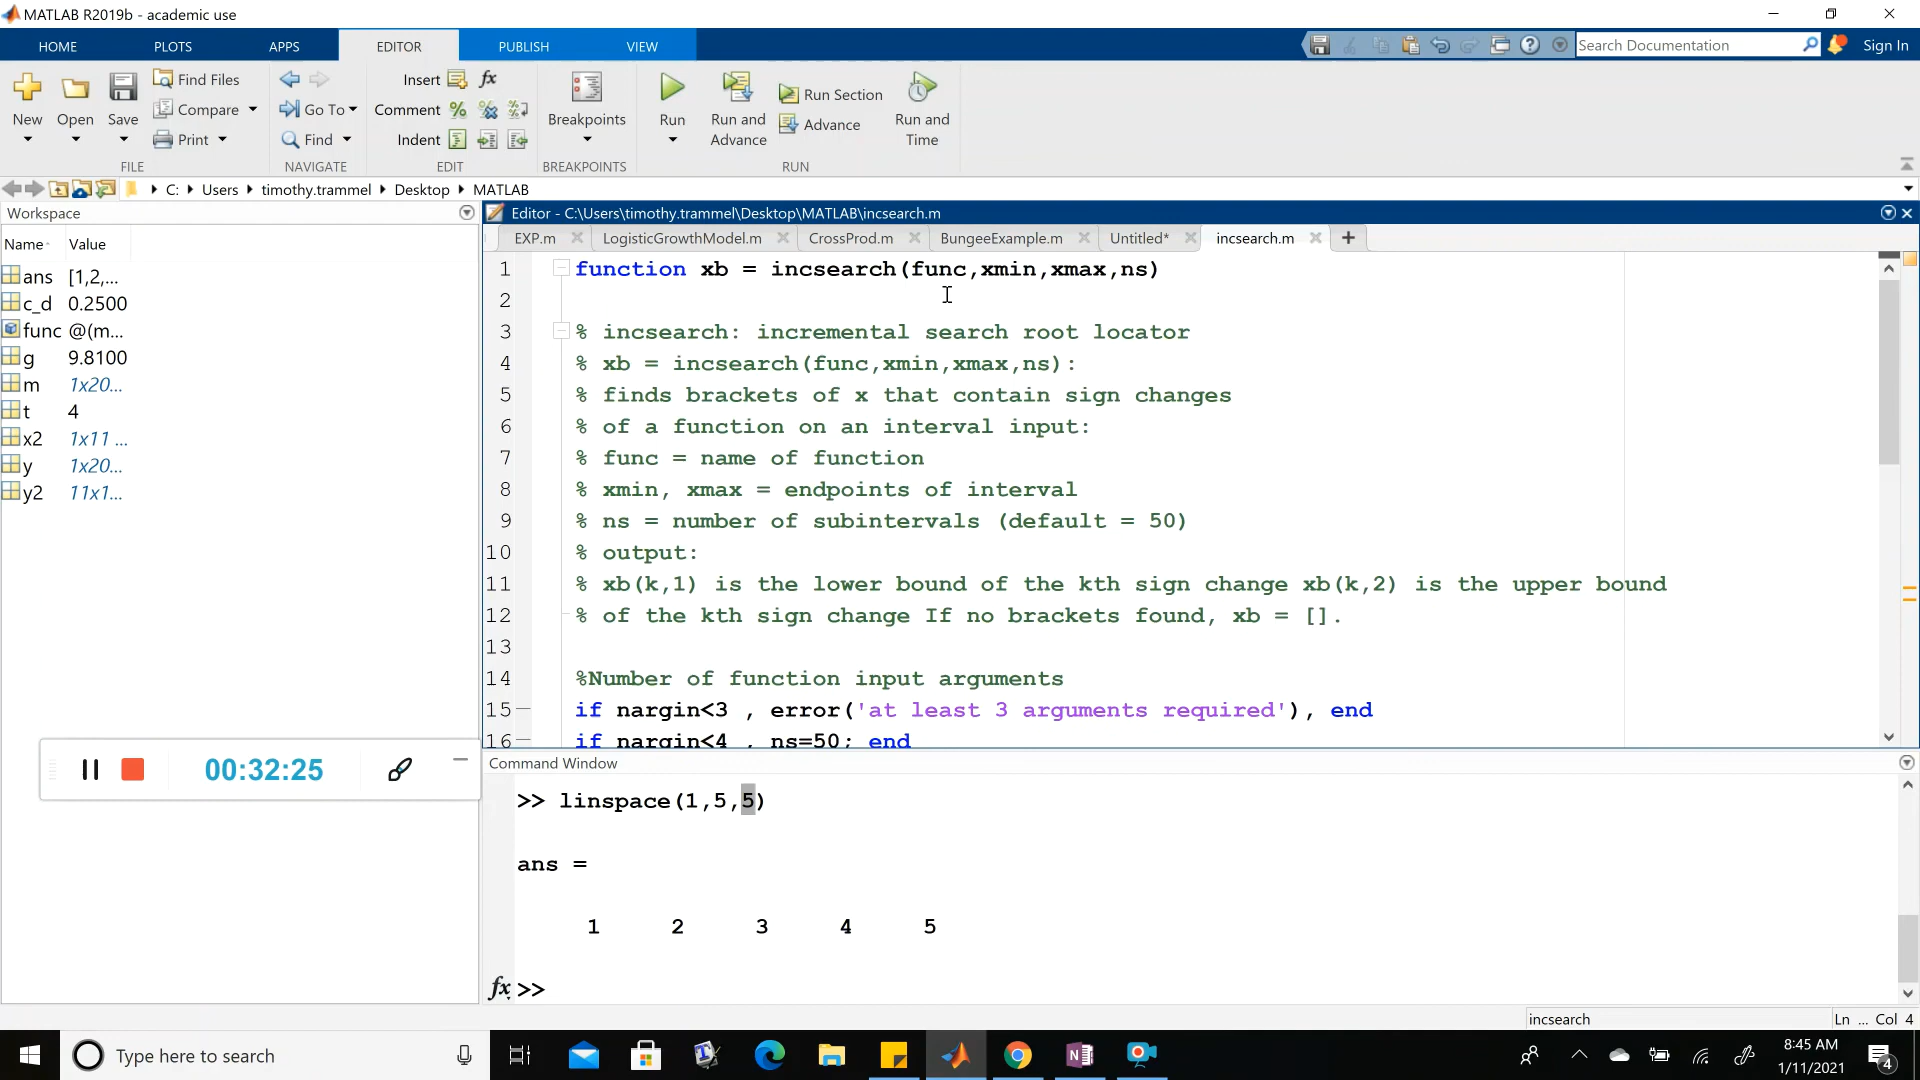 MATLAB R2019b - academic use
HOME PLOTS APPS EDITOR PUBLISH VIEW Search Documentation Sign In
New Open Save Find Files Compare Print
FILE
Go To Find
NAVIGATE
Insert fx Comment Indent
EDIT
Breakpoints
BREAKPOINTS
Run Run and Advance Run Section Advance Run and Time
RUN
C: Users timothy.trammel Desktop MATLAB
Workspace
Name Value
ans [1,2,...
c_d 0.2500
func @(m...
g 9.8100
m 1x20...
t 4
x2 1x11 ...
y 1x20...
y2 11x1...
00:32:25
Editor - C:\Users\timothy.trammel\Desktop\MATLAB\incsearch.m
EXP.m LogisticGrowthModel.m CrossProd.m BungeeExample.m Untitled* incsearch.m +
1 function xb = incsearch(func,xmin,xmax,ns)
2
3 % incsearch: incremental search root locator
4 % xb = incsearch(func,xmin,xmax,ns):
5 % finds brackets of x that contain sign changes
6 % of a function on an interval input:
7 % func = name of function
8 % xmin, xmax = endpoints of interval
9 % ns = number of subintervals (default = 50)
10 % output:
11 % xb(k,1) is the lower bound of the kth sign change xb(k,2) is the upper bound
12 % of the kth sign change If no brackets found, xb = [].
13
14 %Number of function input arguments
15 if nargin<3 , error('at least 3 arguments required'), end
16 if nargin<4 , ns=50; end
Command Window
>> linspace(1,5,5)
ans =
1 2 3 4 5
fx >>
incsearch Ln ... Col 4
Type here to search
N
8:45 AM
1/11/2021
4